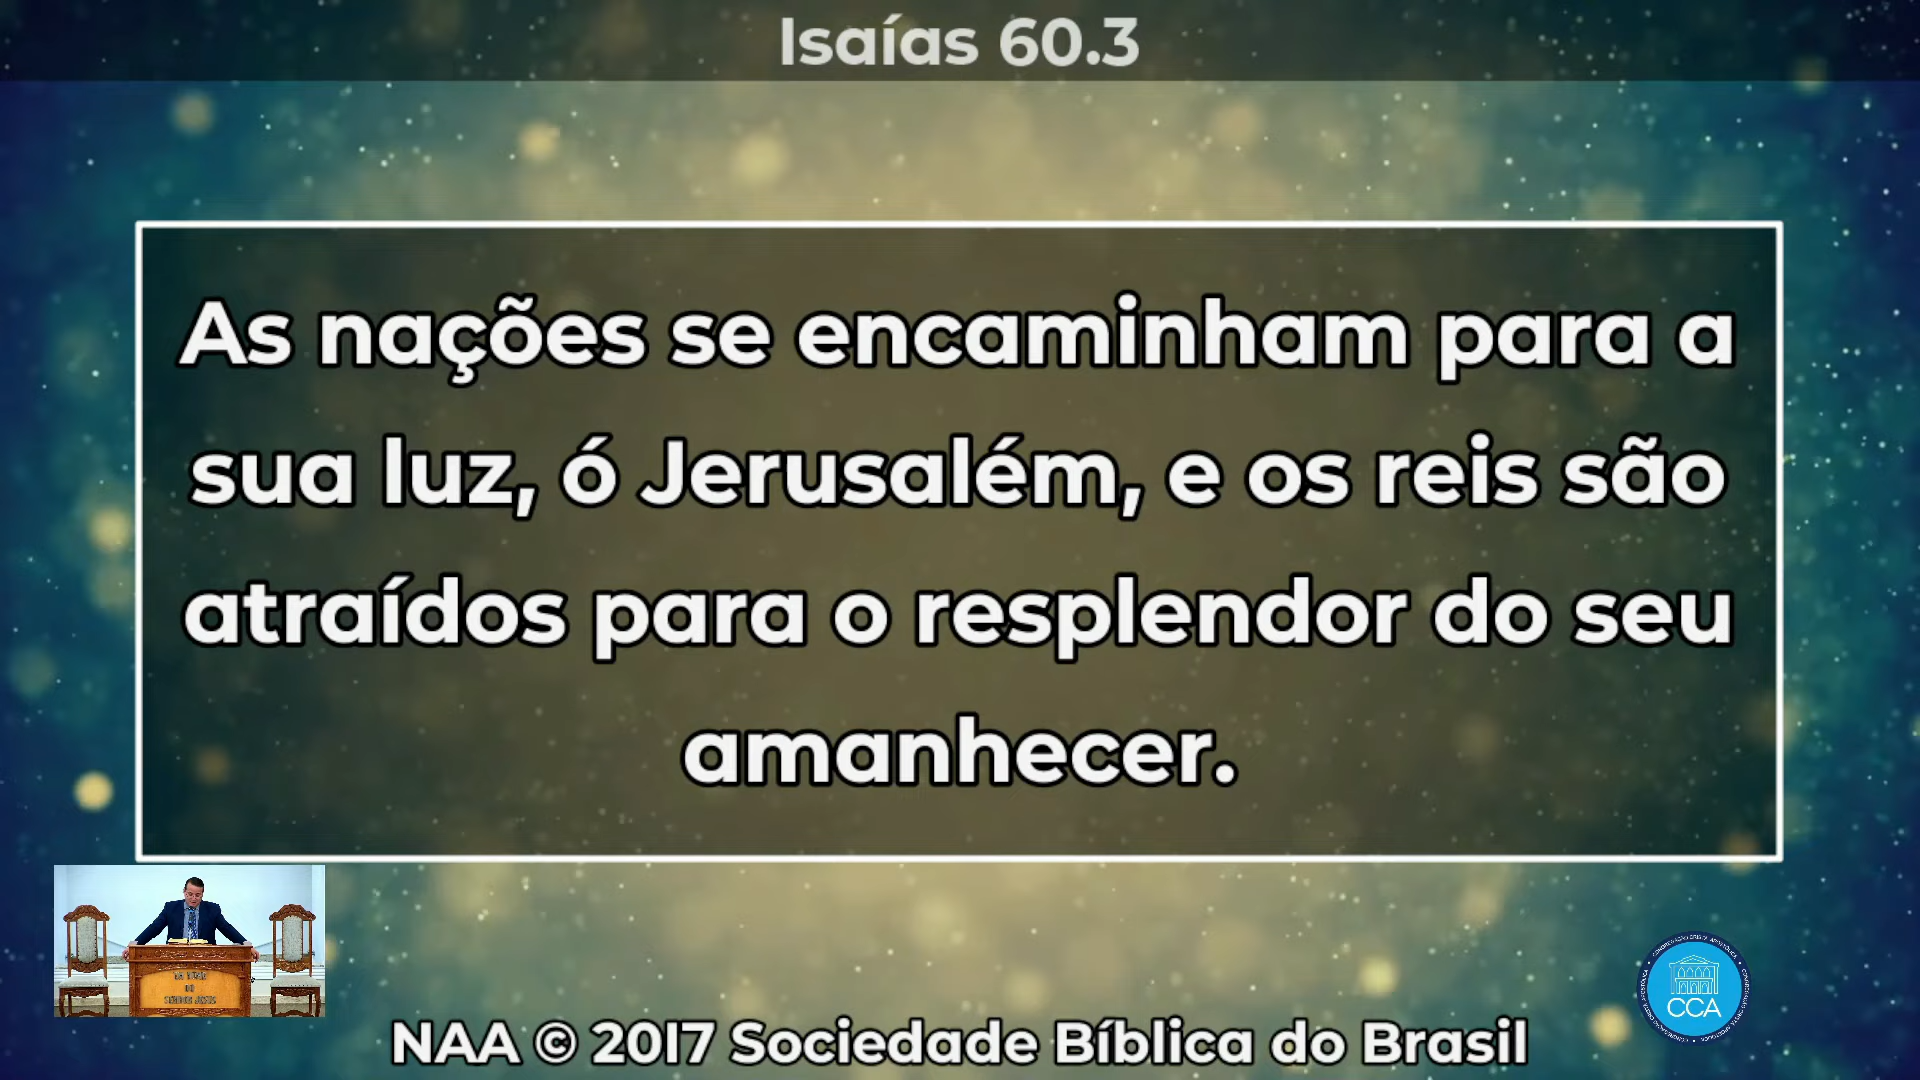 Isaías 60.3
As nações se encaminham para a
sua luz, ó Jerusalém, e os reis são
atraídos para o resplendor do seu
amanhecer.
CCA
NAA © 2017 Sociedade Bíblica do Brasil